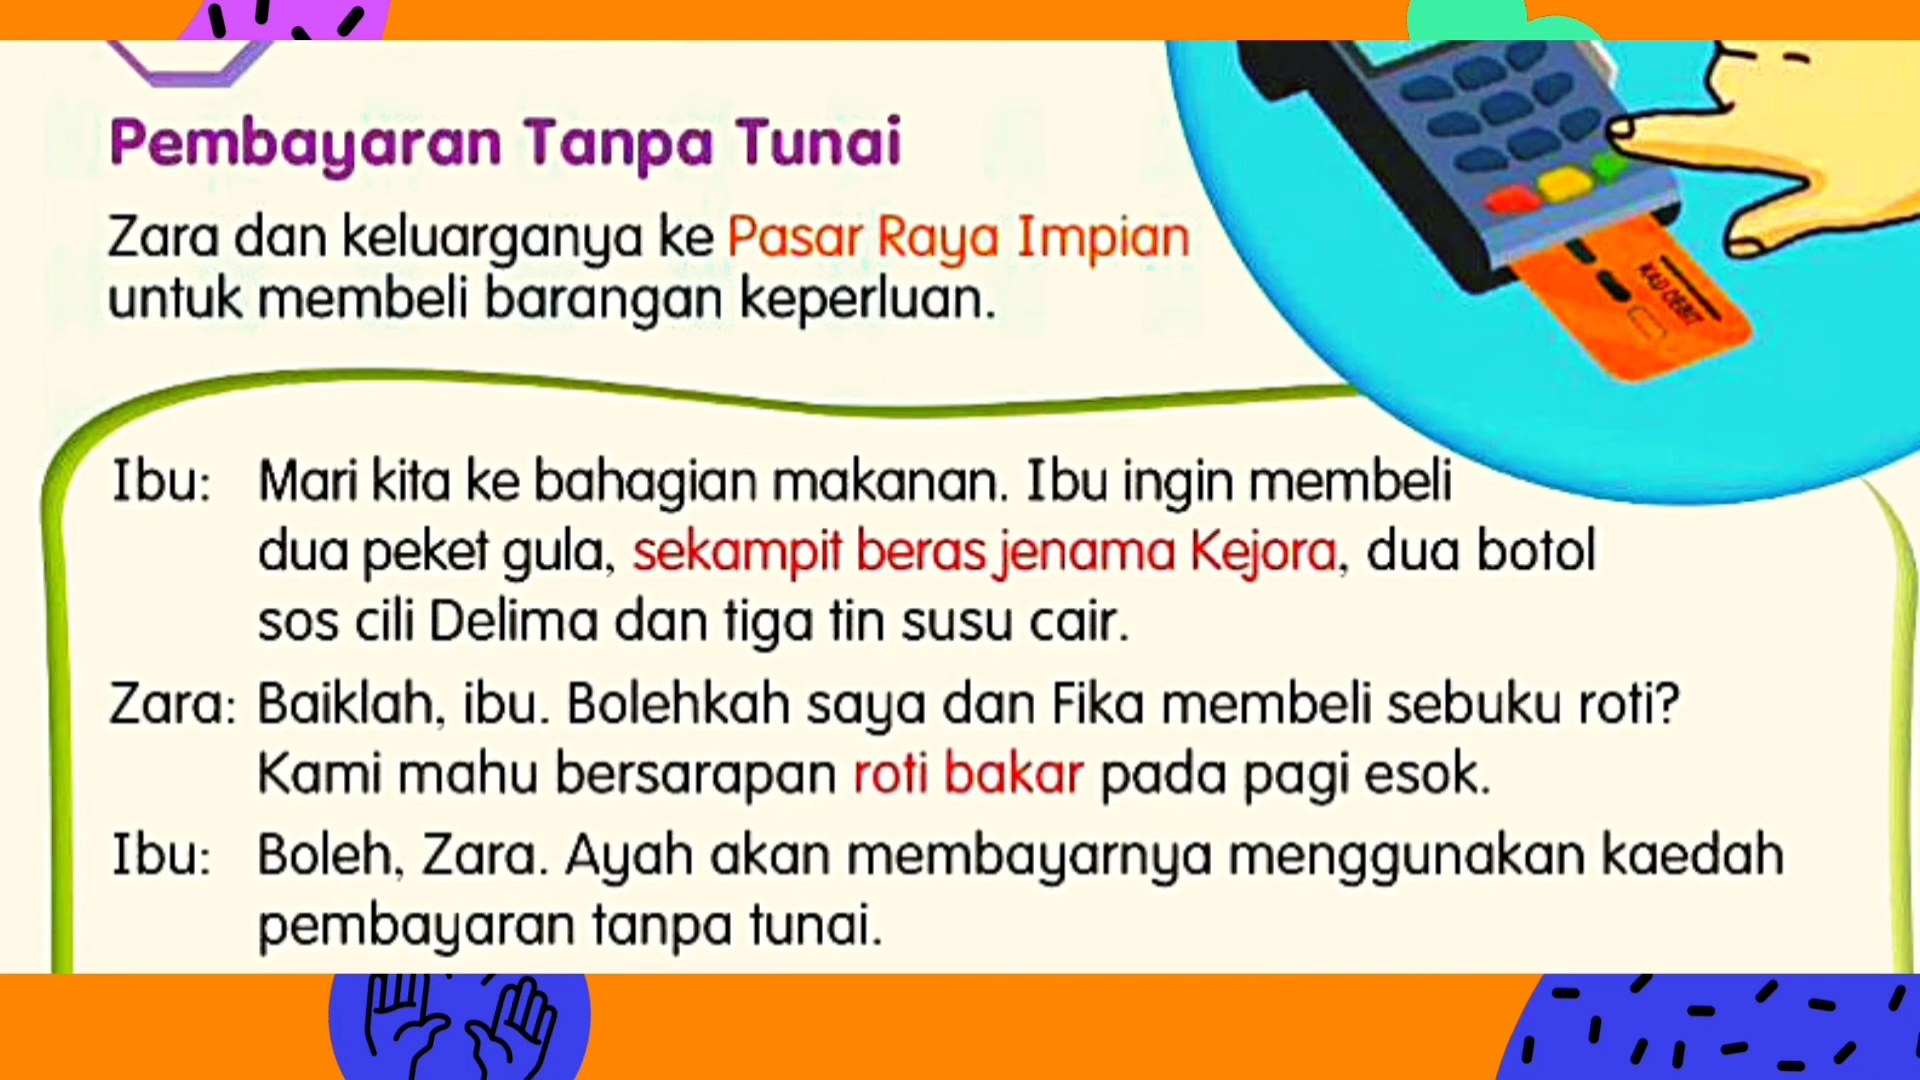 Pembayaran Tanpa Tunai
Zara dan keluarganya ke Pasar Raya Impian
untuk membeli barangan keperluan.
KAD DEBIT
Ibu: Mari kita ke bahagian makanan. Ibu ingin membeli
dua peket gula, sekampit beras jenama Kejora, dua botol
sos cili Delima dan tiga tin susu cair.
Zara: Baiklah, ibu. Bolehkah saya dan Fika membeli sebuku roti?
Kami mahu bersarapan roti bakar pada pagi esok.
Ibu: Boleh, Zara. Ayah akan membayarnya menggunakan kaedah
pembayaran tanpa tunai.